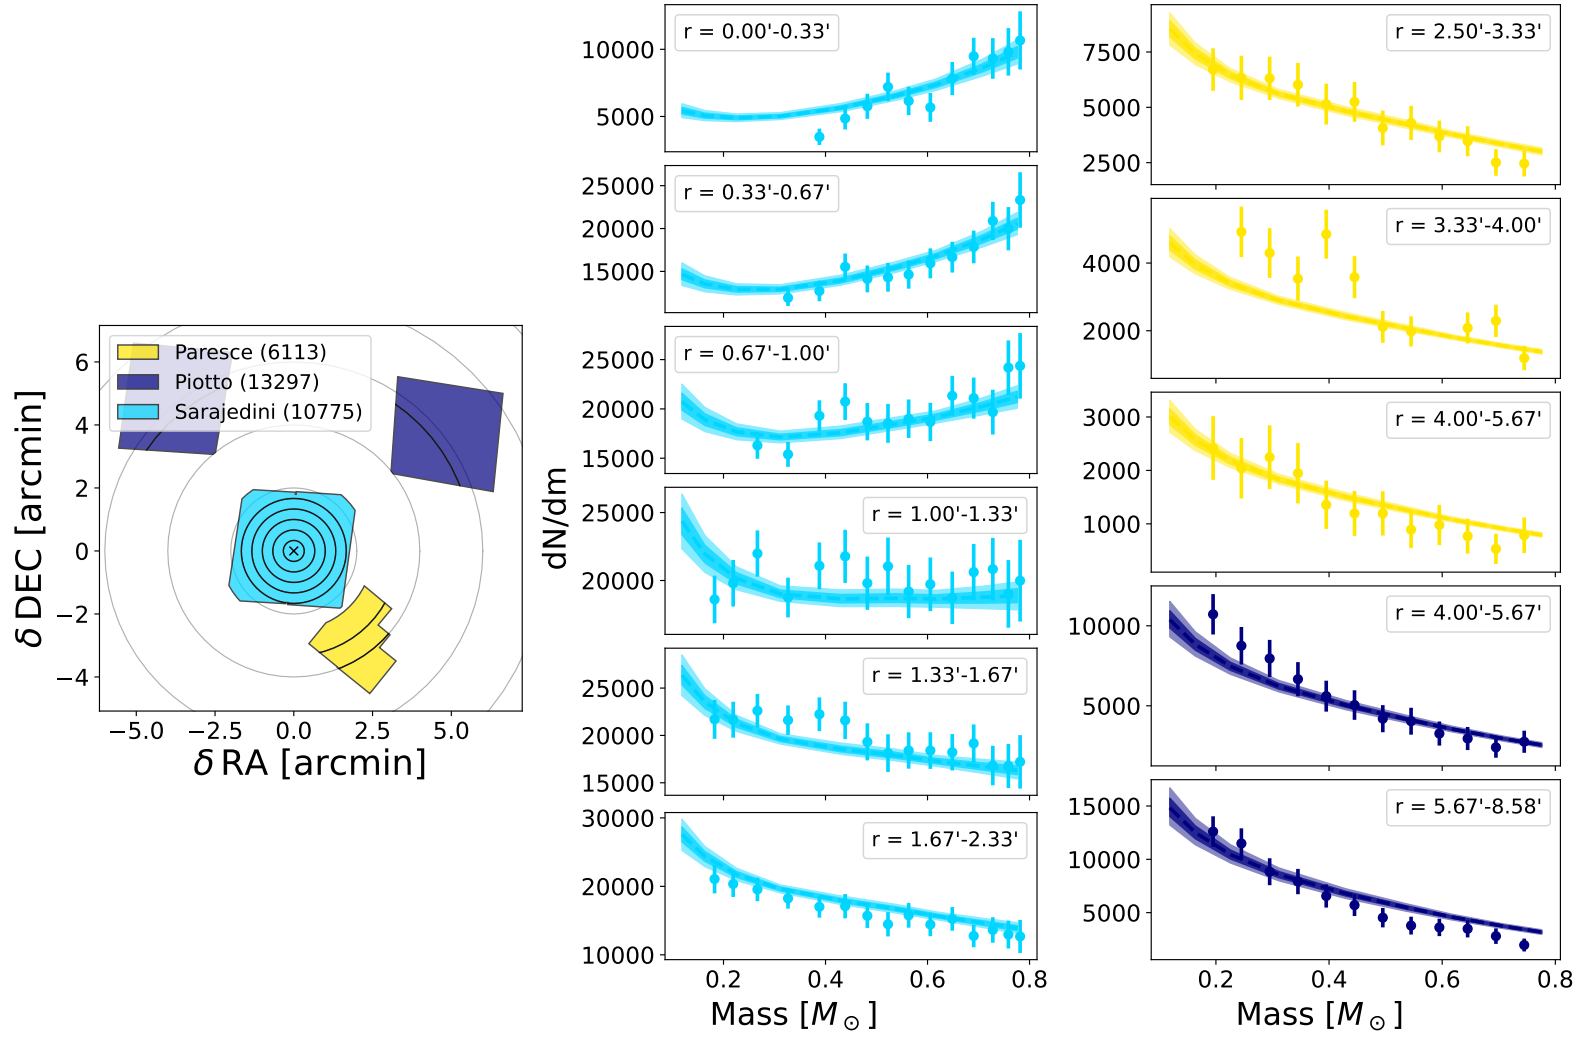 Paresce (6113)
Piotto (13297)
Sarajedini (10775)
6
4
2
0
−2
−4
−5.0 −2.5 0.0 2.5 5.0
δ RA [arcmin]
δ DEC [arcmin]
dN/dm
r = 0.00'-0.33'
10000
5000
r = 0.33'-0.67'
25000
20000
15000
r = 0.67'-1.00'
25000
20000
15000
r = 1.00'-1.33'
25000
20000
r = 1.33'-1.67'
25000
20000
15000
r = 1.67'-2.33'
30000
20000
10000
0.2 0.4 0.6 0.8
Mass [M⊙]
r = 2.50'-3.33'
7500
5000
2500
r = 3.33'-4.00'
4000
2000
r = 4.00'-5.67'
3000
2000
1000
r = 4.00'-5.67'
10000
5000
r = 5.67'-8.58'
15000
10000
5000
0.2 0.4 0.6 0.8
Mass [M⊙]